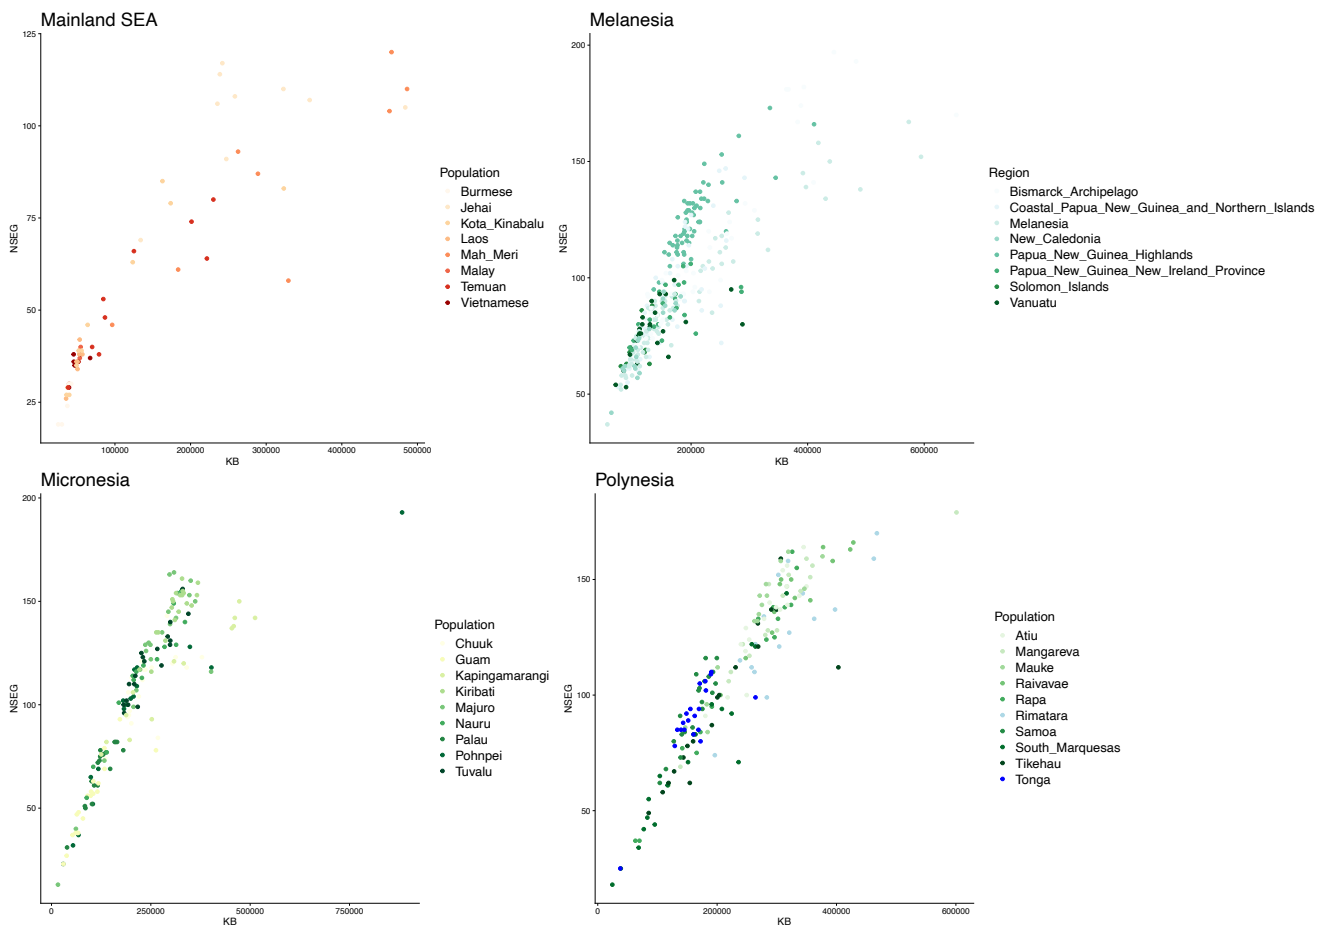 Mainland SEA
125
100
75
50
25
NSEG
100000 200000 300000 400000 500000
KB
Population
Burmese
Jehai
Kota_Kinabalu
Laos
Mah_Meri
Malay
Temuan
Vietnamese
Melanesia
200
150
100
50
NSEG
200000 400000 600000
KB
Region
Bismarck_Archipelago
Coastal_Papua_New_Guinea_and_Northern_Islands
Melanesia
New_Caledonia
Papua_New_Guinea_Highlands
Papua_New_Guinea_New_Ireland_Province
Solomon_Islands
Vanuatu
Micronesia
200
150
100
50
NSEG
0 250000 500000 750000
KB
Population
Chuuk
Guam
Kapingamarangi
Kiribati
Majuro
Nauru
Palau
Pohnpei
Tuvalu
Polynesia
150
100
50
NSEG
0 200000 400000 600000
KB
Population
Atiu
Mangareva
Mauke
Raivavae
Rapa
Rimatara
Samoa
South_Marquesas
Tikehau
Tonga